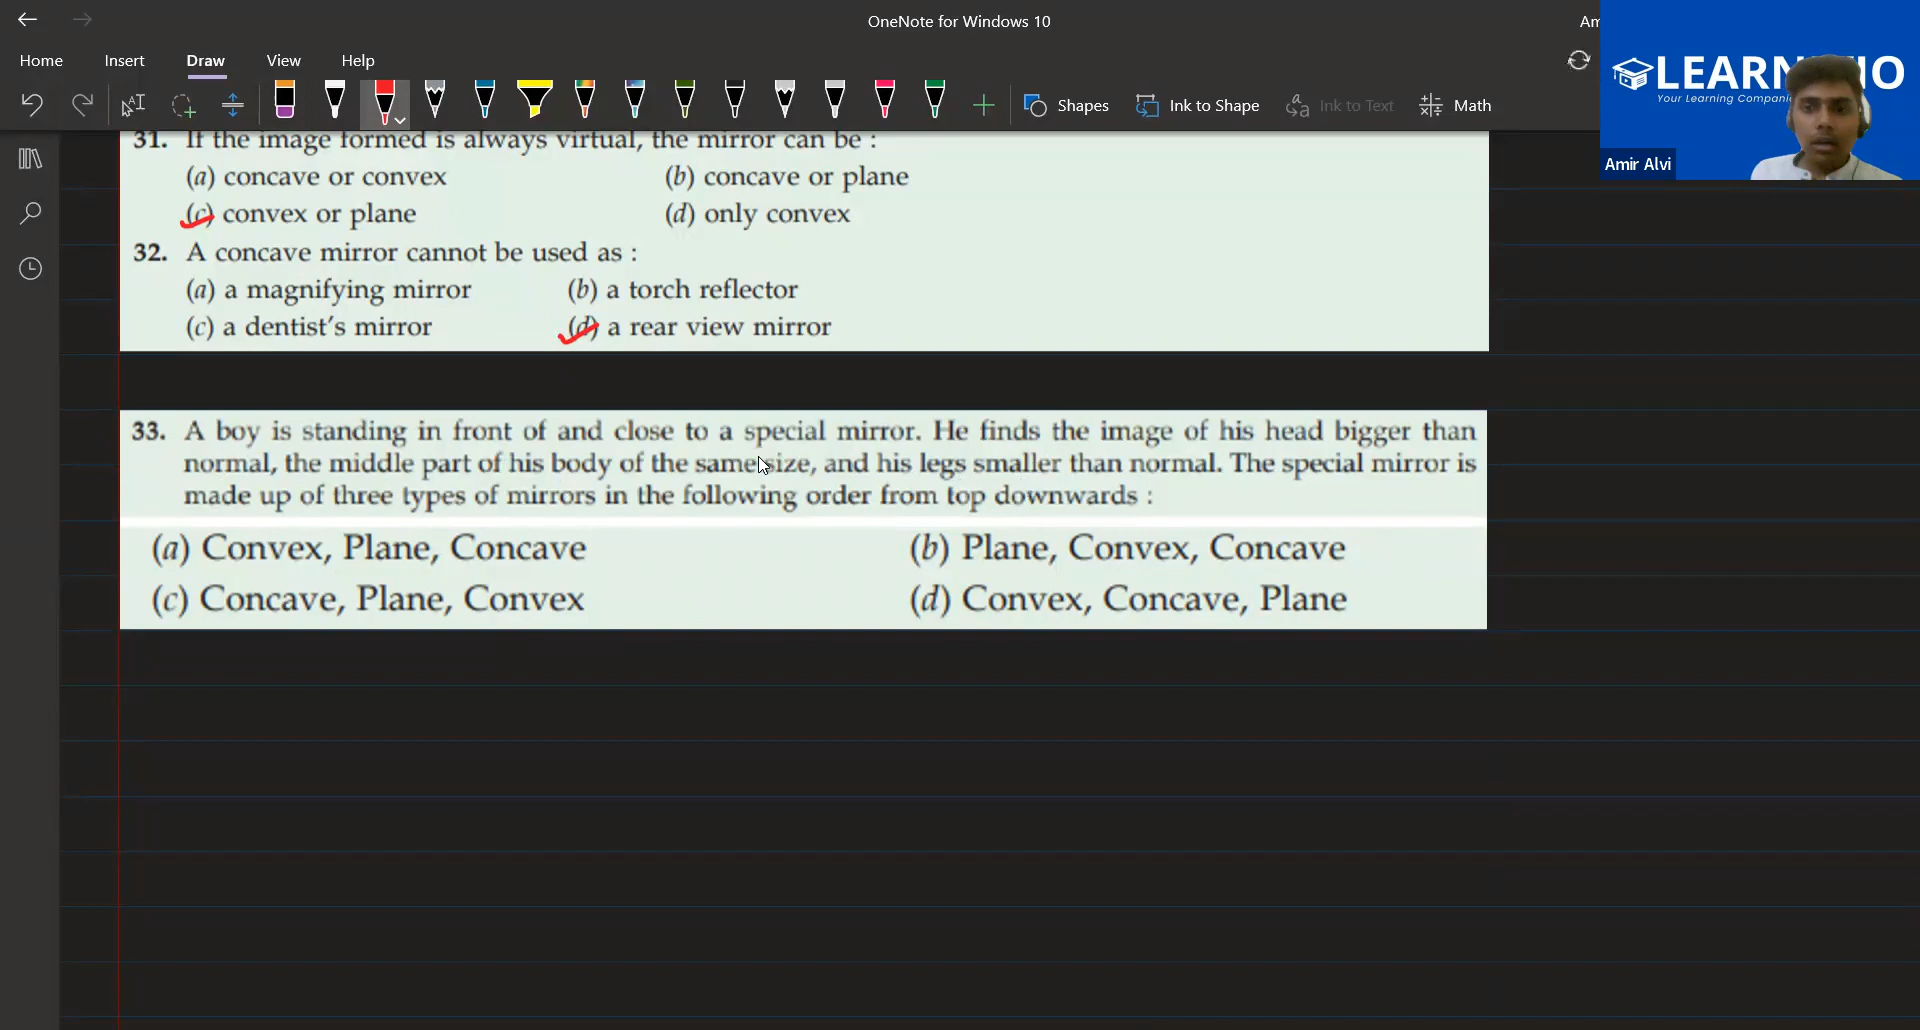 OneNote for Windows 10
Am
Home Insert Draw View Help
Shapes Ink to Shape Ink to Text Math
LEARN IO
Your Learning Compani
Amir Alvi
31. If the image formed is always virtual, the mirror can be :
(a) concave or convex (b) concave or plane
(c) convex or plane (d) only convex
32. A concave mirror cannot be used as :
(a) a magnifying mirror (b) a torch reflector
(c) a dentist's mirror (d) a rear view mirror
33. A boy is standing in front of and close to a special mirror. He finds the image of his head bigger than
normal, the middle part of his body of the same size, and his legs smaller than normal. The special mirror is
made up of three types of mirrors in the following order from top downwards :
(a) Convex, Plane, Concave (b) Plane, Convex, Concave
(c) Concave, Plane, Convex (d) Convex, Concave, Plane